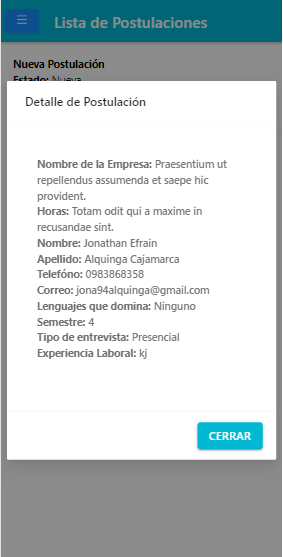 Lista de Postulaciones
Nueva Postulación
Estado: Nueva
Detalle de Postulación
Nombre de la Empresa: Praesentium ut
repellendus assumenda et saepe hic
provident.
Horas: Totam odit qui a maxime in
recusandae sint.
Nombre: Jonathan Efrain
Apellido: Alquinga Cajamarca
Telefóno: 0983868358
Correo: jona94alquinga@gmail.com
Lenguajes que domina: Ninguno
Semestre: 4
Tipo de entrevista: Presencial
Experiencia Laboral: kj
CERRAR